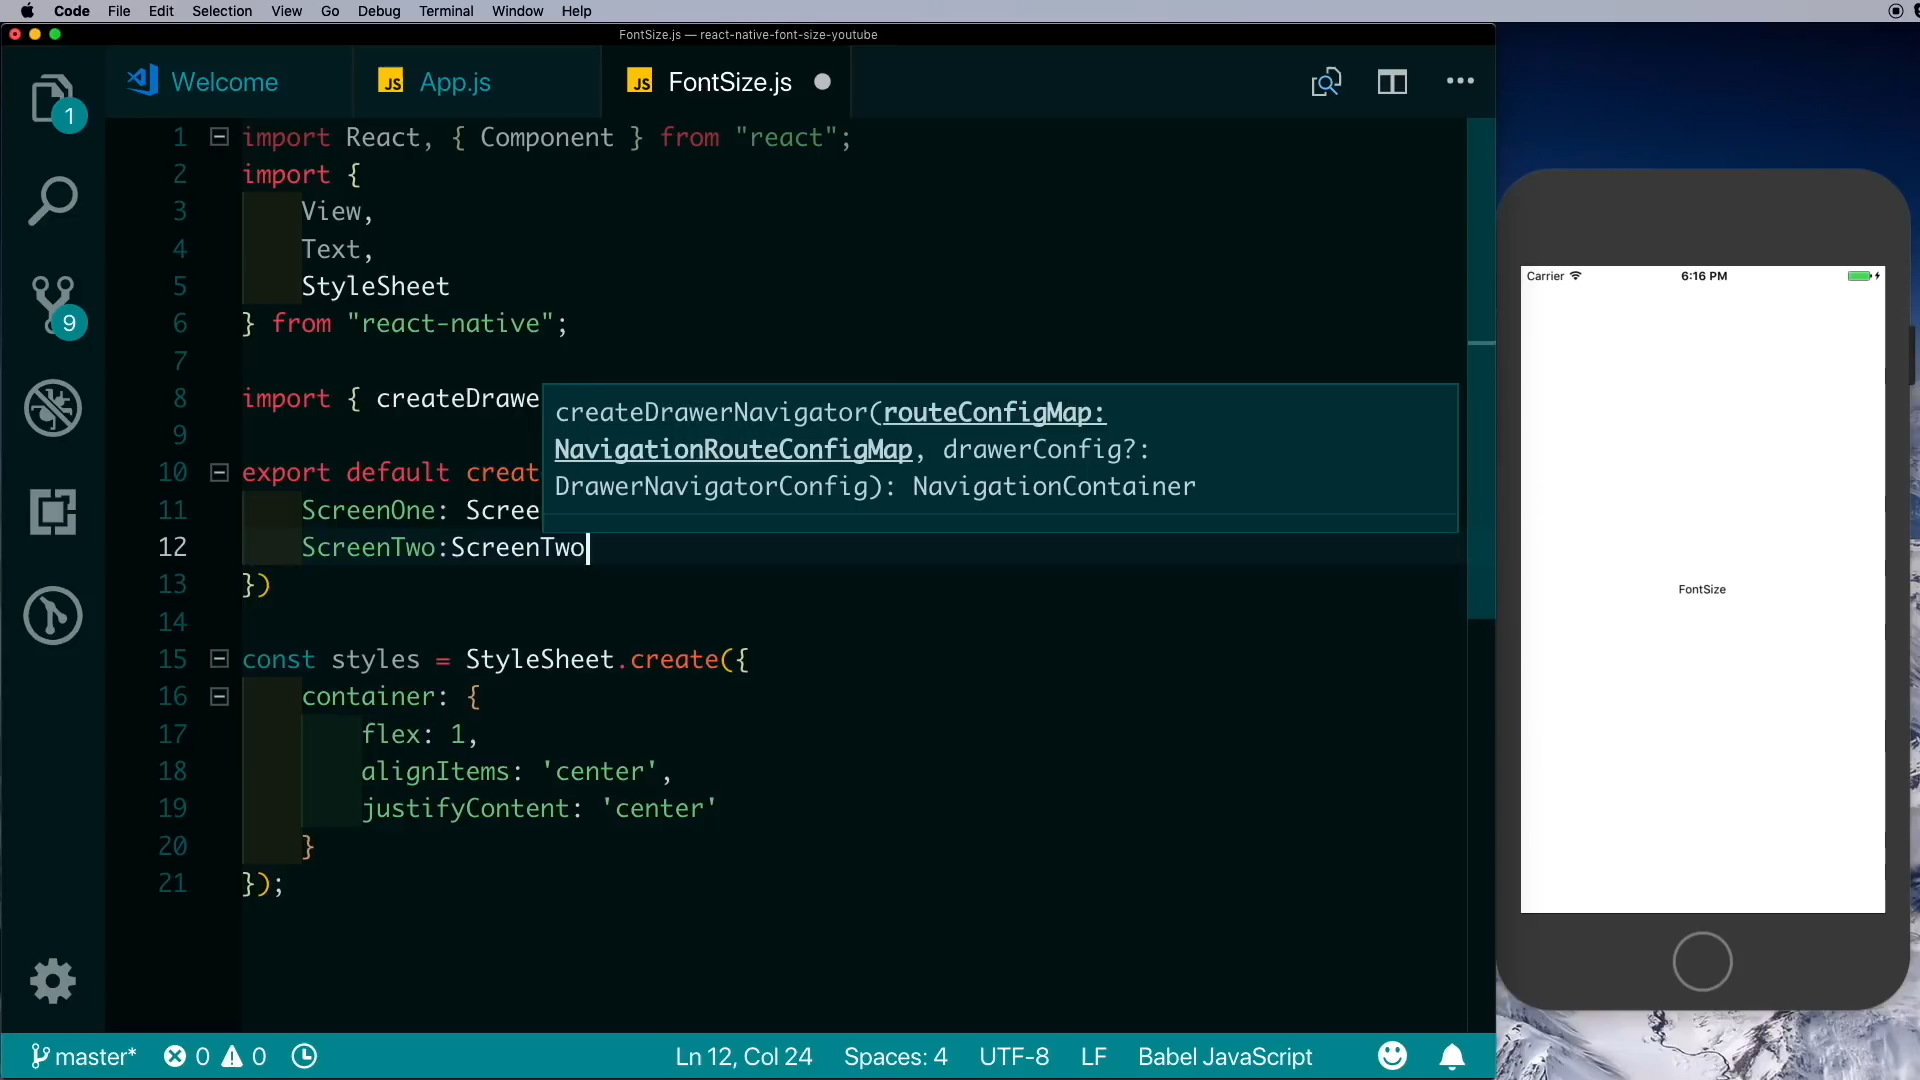 Code File Edit Selection View Go Debug Terminal Window Help
FontSize.js — react-native-font-size-youtube
Welcome
JS App.js
JS FontSize.js
1
9
1 import React, { Component } from "react";
2 import {
3 View,
4 Text,
5 StyleSheet
6 } from "react-native";
7
8 import { createDrawe
9
10 export default creat
11 ScreenOne: Scree
12 ScreenTwo:ScreenTwo
13 })
14
15 const styles = StyleSheet.create({
16 container: {
17 flex: 1,
18 alignItems: 'center',
19 justifyContent: 'center'
20 }
21 });
createDrawerNavigator(routeConfigMap:
NavigationRouteConfigMap, drawerConfig?:
DrawerNavigatorConfig): NavigationContainer
master* 0 0 Ln 12, Col 24 Spaces: 4 UTF-8 LF Babel JavaScript
Carrier 6:16 PM
FontSize